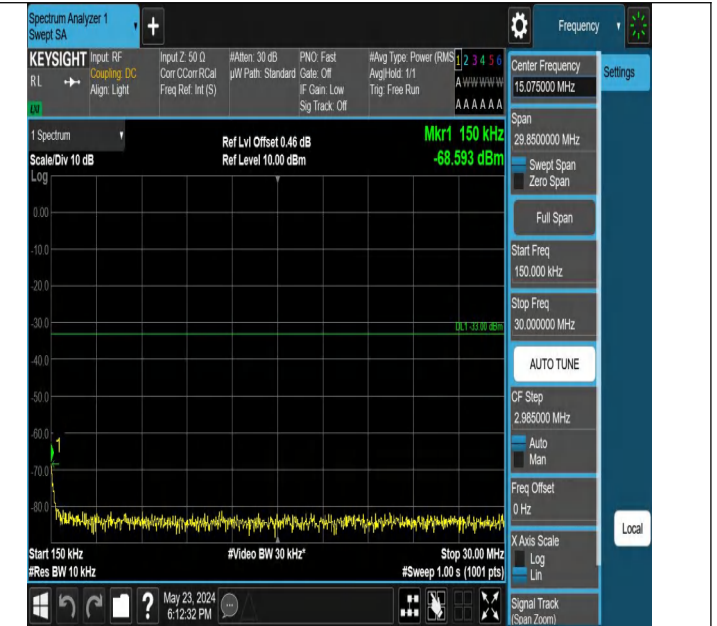 Spectrum Analyzer 1
Swept SA
+
Frequency
KEYSIGHT
RL
LXI
Input: RF
Coupling: DC
Align: Light
Input Z: 50 Ω
Corr CCorr RCal
Freq Ref: Int (S)
#Atten: 30 dB
µW Path: Standard
PNO: Fast
Gate: Off
IF Gain: Low
Sig Track: Off
#Avg Type: Power (RMS
Avg|Hold: 1/1
Trig: Free Run
1 2 3 4 5 6
A W W W W W
A A A A A A
1 Spectrum
Scale/Div 10 dB
Ref Lvl Offset 0.46 dB
Ref Level 10.00 dBm
Mkr1 150 kHz
-68.593 dBm
Log
0.00
-10.0
-20.0
-30.0
-40.0
-50.0
-60.0
-70.0
-80.0
DL1 -33.00 dBm
1
Start 150 kHz
#Res BW 10 kHz
#Video BW 30 kHz*
Stop 30.00 MHz
#Sweep 1.00 s (1001 pts)
Center Frequency
15.075000 MHz
Settings
Span
29.8500000 MHz
Swept Span
Zero Span
Full Span
Start Freq
150.000 kHz
Stop Freq
30.000000 MHz
AUTO TUNE
CF Step
2.985000 MHz
Auto
Man
Freq Offset
0 Hz
X Axis Scale
Log
Lin
Signal Track
(Span Zoom)
Local
?
May 23, 2024
6:12:32 PM